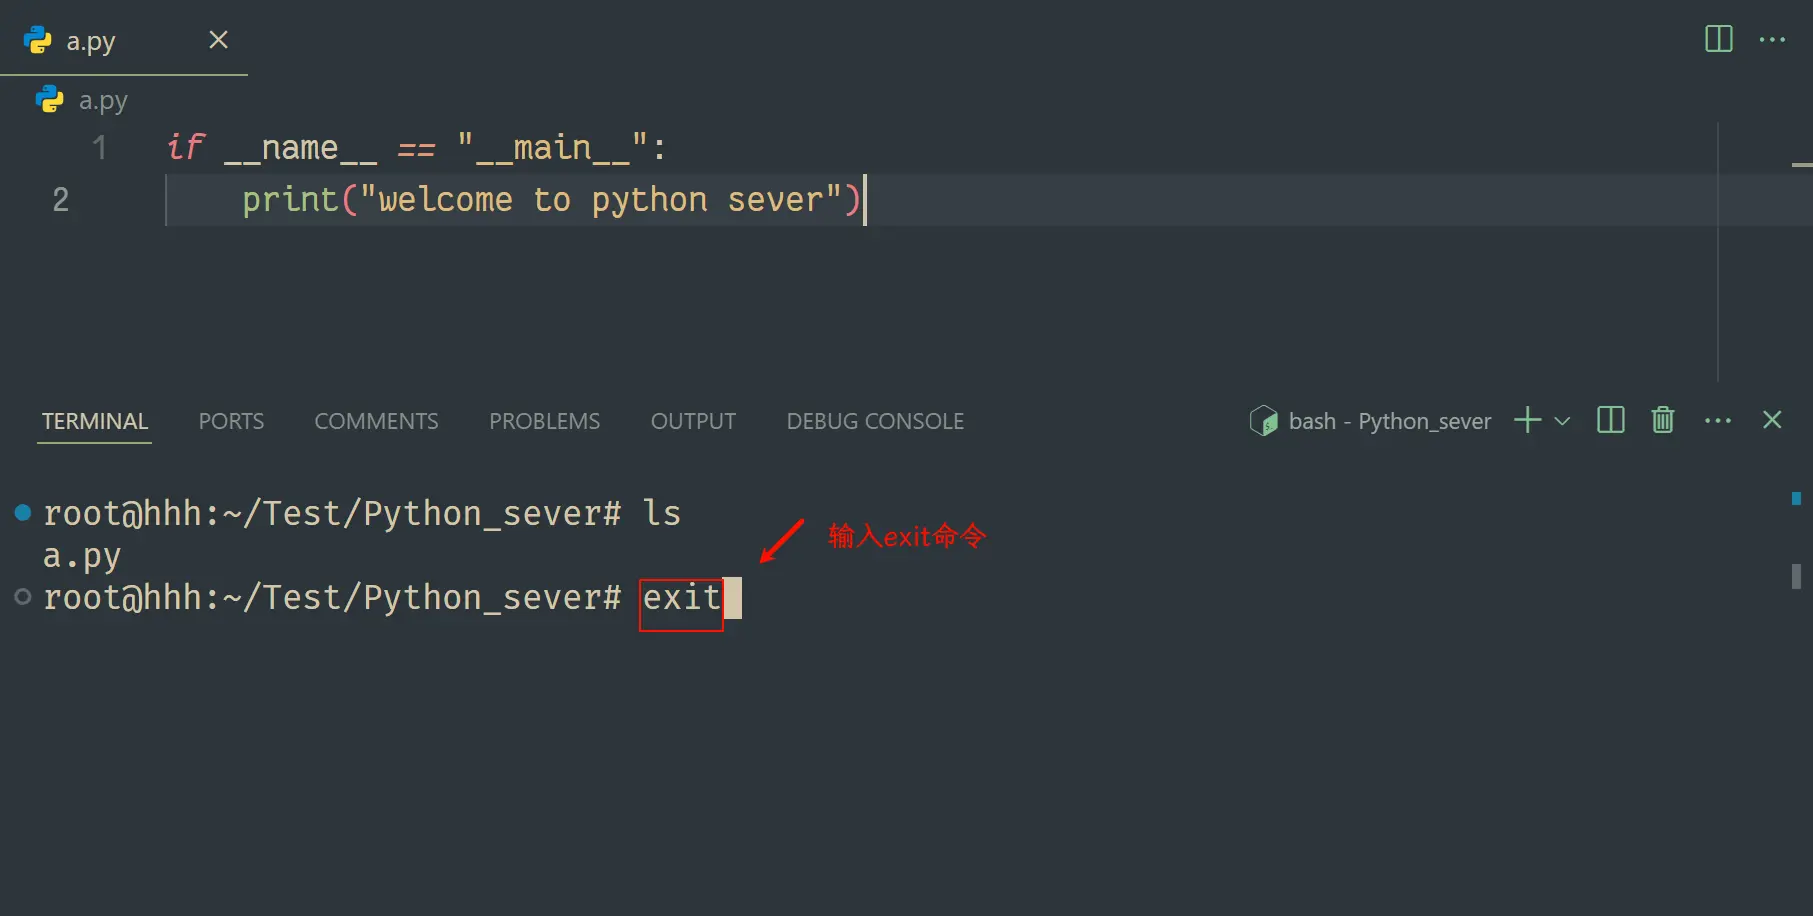 a.py
a.py
1 if __name__ == "__main__":
2 print("welcome to python sever")
TERMINAL PORTS COMMENTS PROBLEMS OUTPUT DEBUG CONSOLE bash - Python_sever
root@hhh:~/Test/Python_sever# ls
输入exit命令
a.py
root@hhh:~/Test/Python_sever# exit